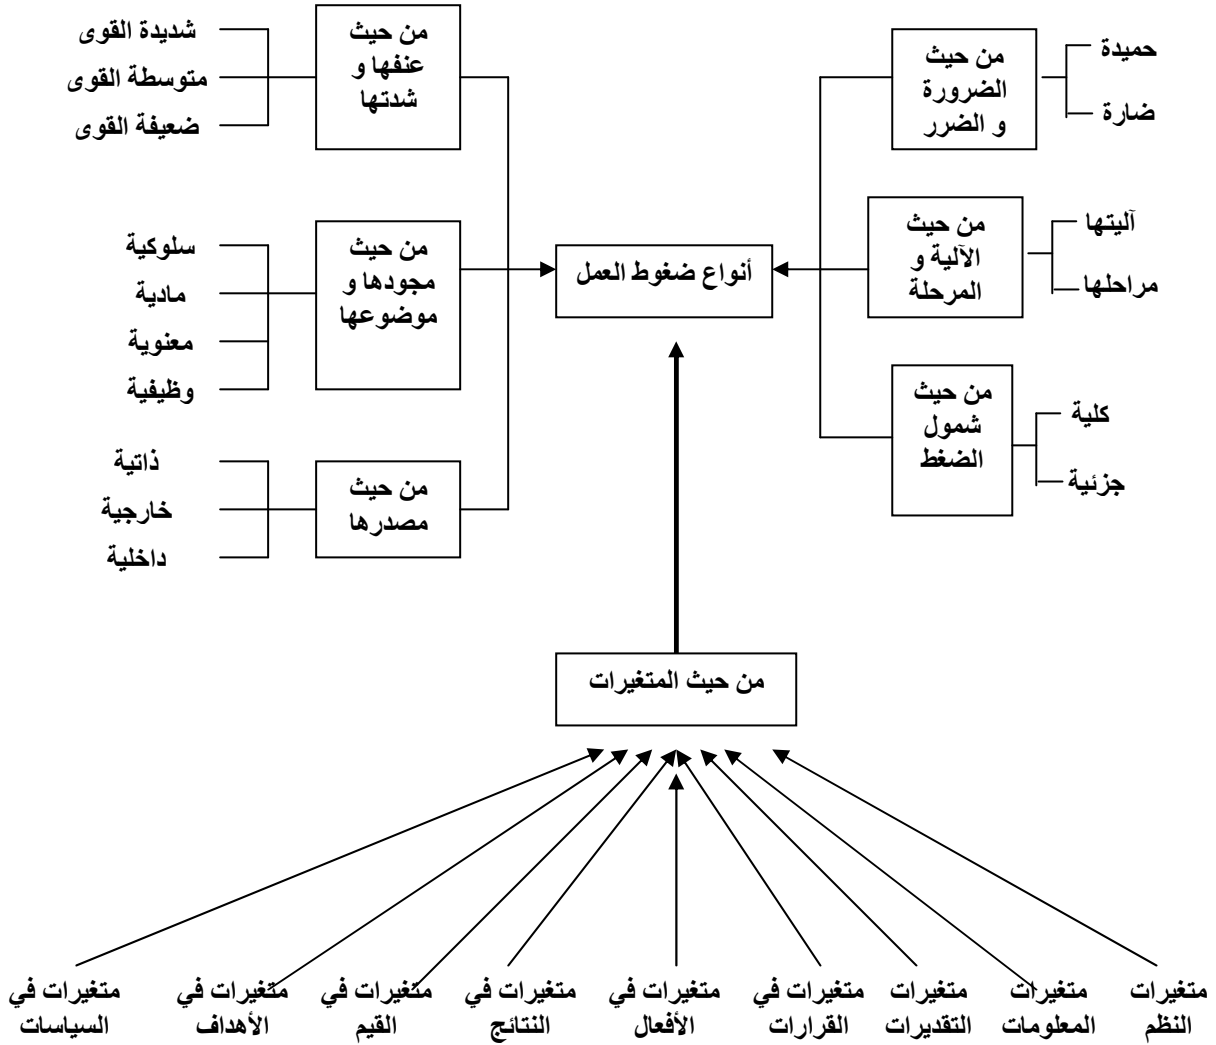 من حيث
الضرورة
و الضرر
حميدة
ضارة
من حيث
الآلية و
المرحلة
آليتها
مراحلها
من حيث
شمول
الضغط
كلية
جزئية
أنواع ضغوط العمل
من حيث
عنفها و
شدتها
شديدة القوى
متوسطة القوى
ضعيفة القوى
من حيث
مجودها و
موضوعها
سلوكية
مادية
معنوية
وظيفية
من حيث
مصدرها
ذاتية
خارجية
داخلية
من حيث المتغيرات
متغيرات
النظم
متغيرات
المعلومات
متغيرات
التقديرات
متغيرات في
القرارات
متغيرات في
الأفعال
متغيرات في
النتائج
متغيرات في
القيم
متغيرات في
الأهداف
متغيرات في
السياسات